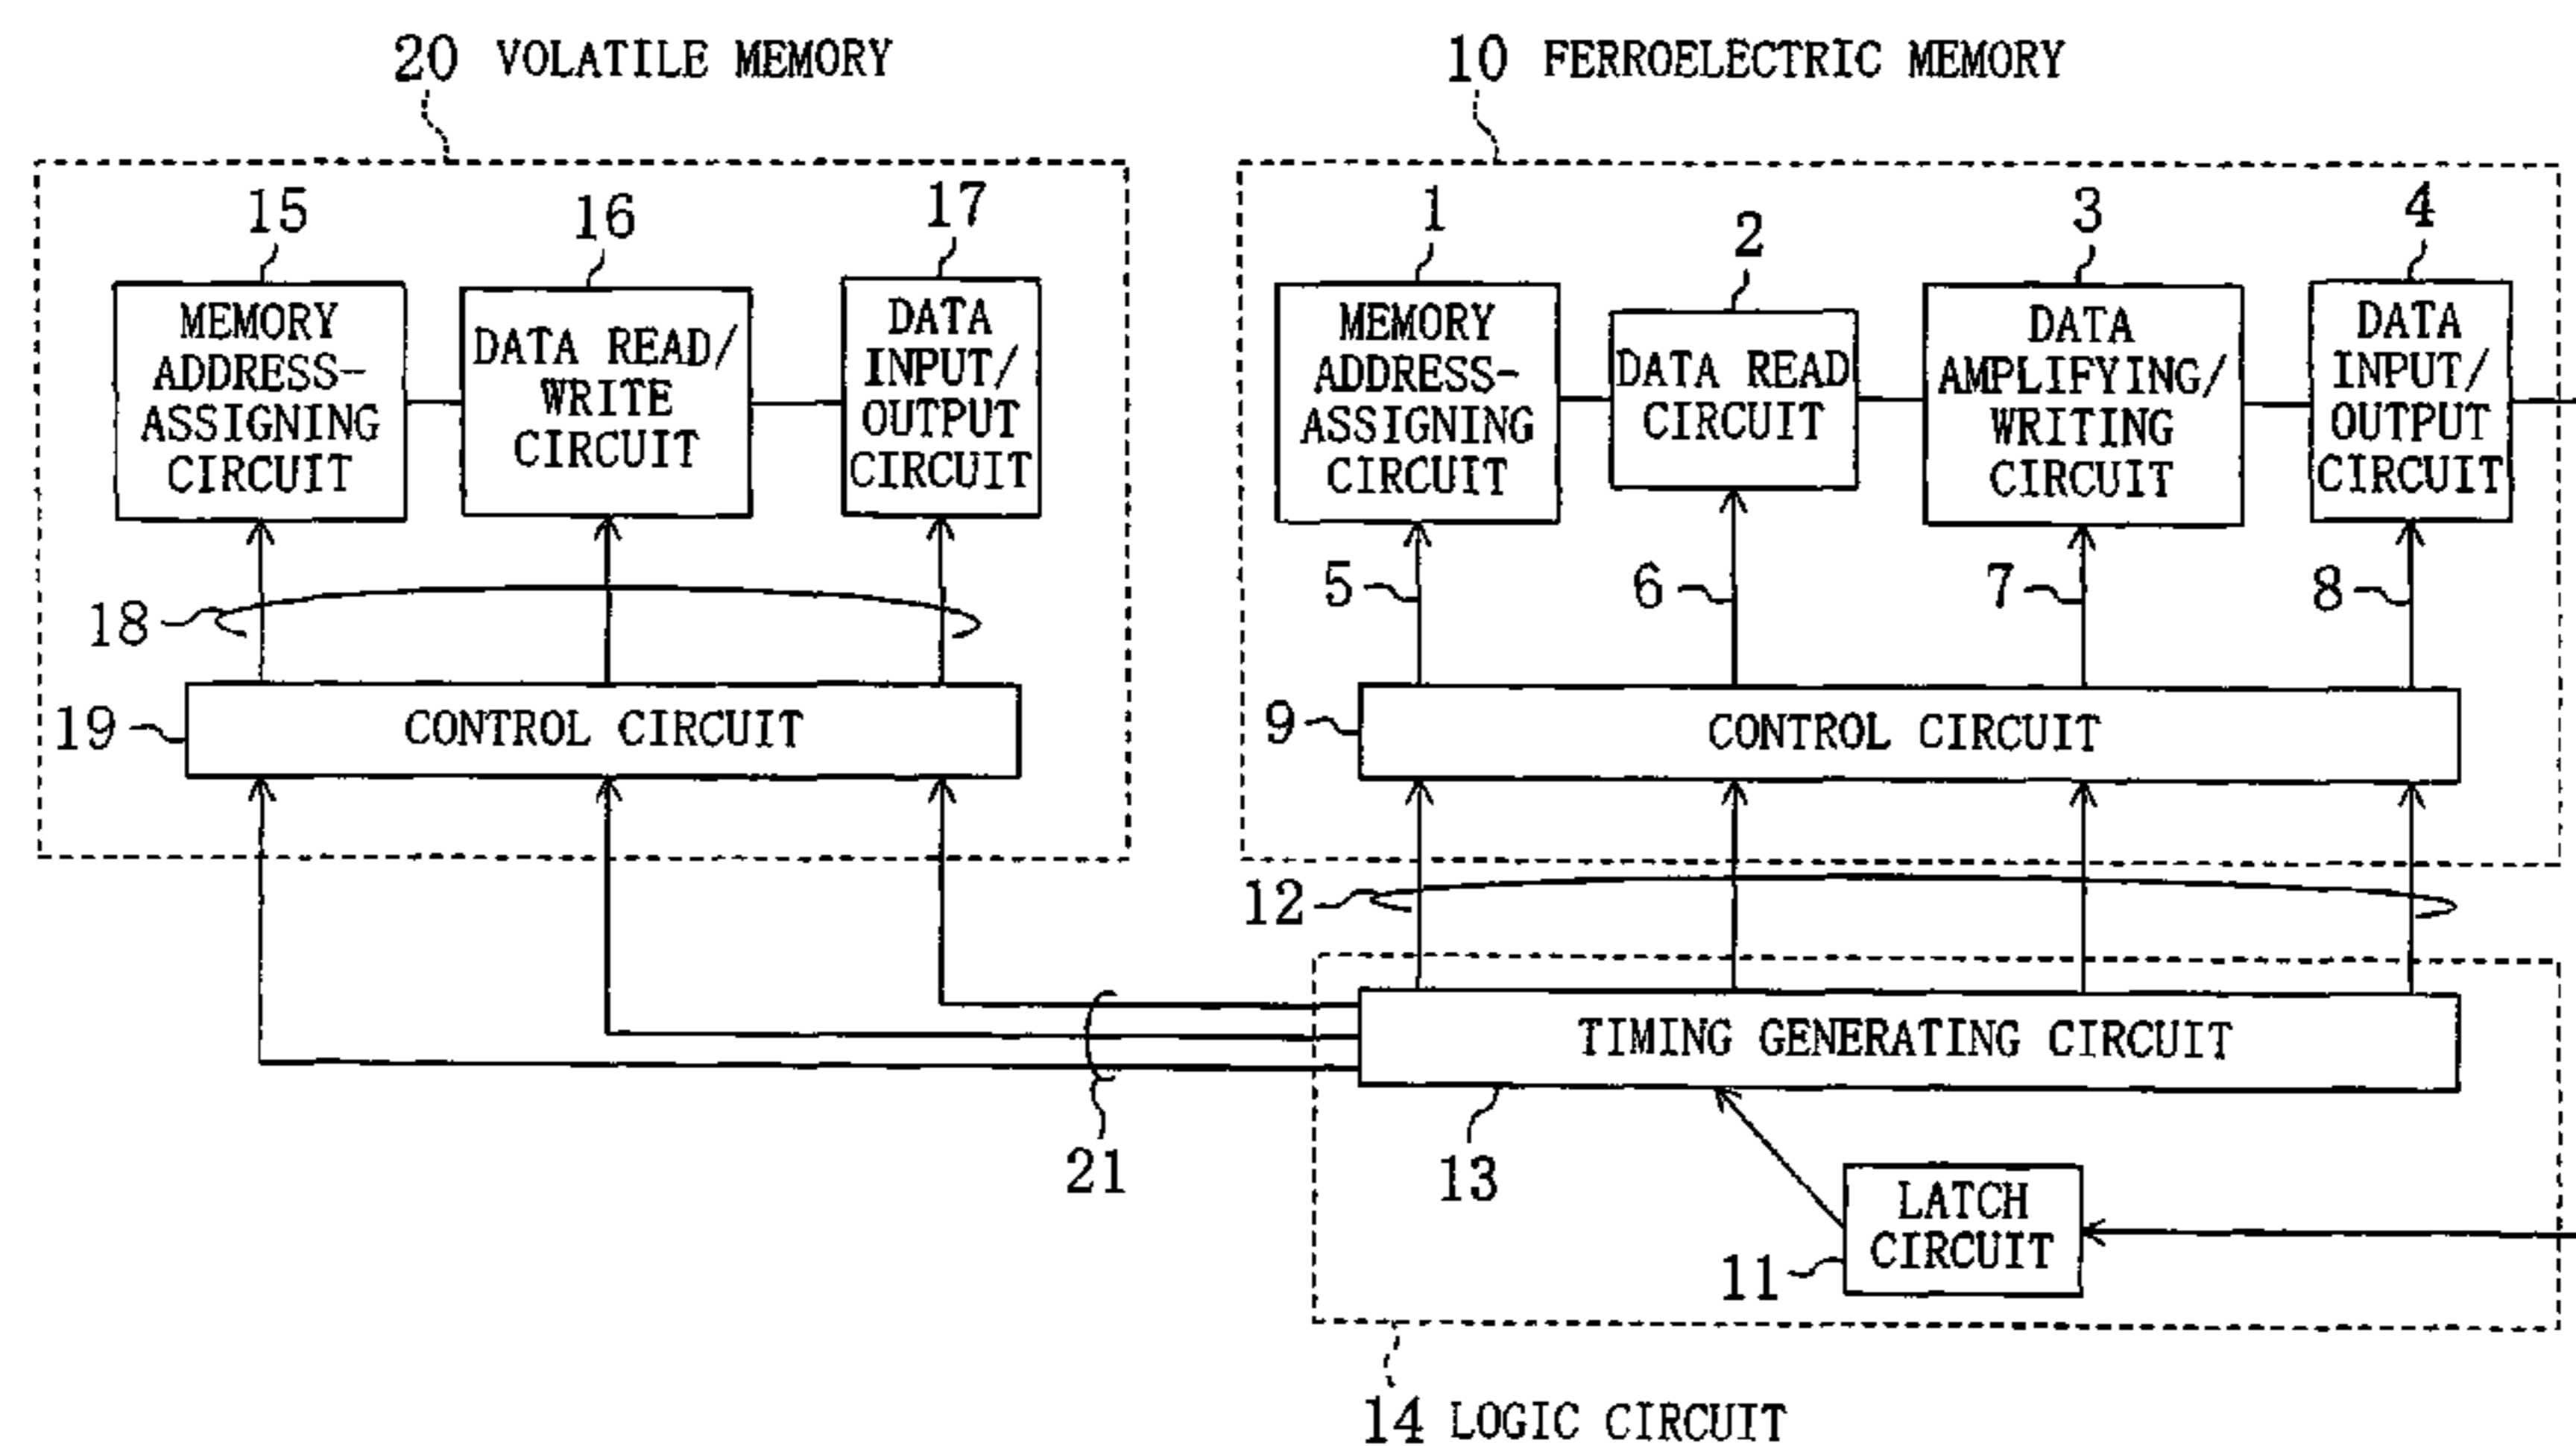 20 VOLATILE MEMORY
10 FERROELECTRIC MEMORY
15
16
17
1
2
3
4
MEMORY
ADDRESS-
ASSIGNING
CIRCUIT
DATA READ/
WRITE
CIRCUIT
DATA
INPUT/
OUTPUT
CIRCUIT
MEMORY
ADDRESS-
ASSIGNING
CIRCUIT
DATA READ
CIRCUIT
DATA
AMPLIFYING/
WRITING
CIRCUIT
DATA
INPUT/
OUTPUT
CIRCUIT
18
5
6
7
8
19
CONTROL CIRCUIT
9
CONTROL CIRCUIT
12
TIMING GENERATING CIRCUIT
21
13
LATCH
CIRCUIT
11
14 LOGIC CIRCUIT